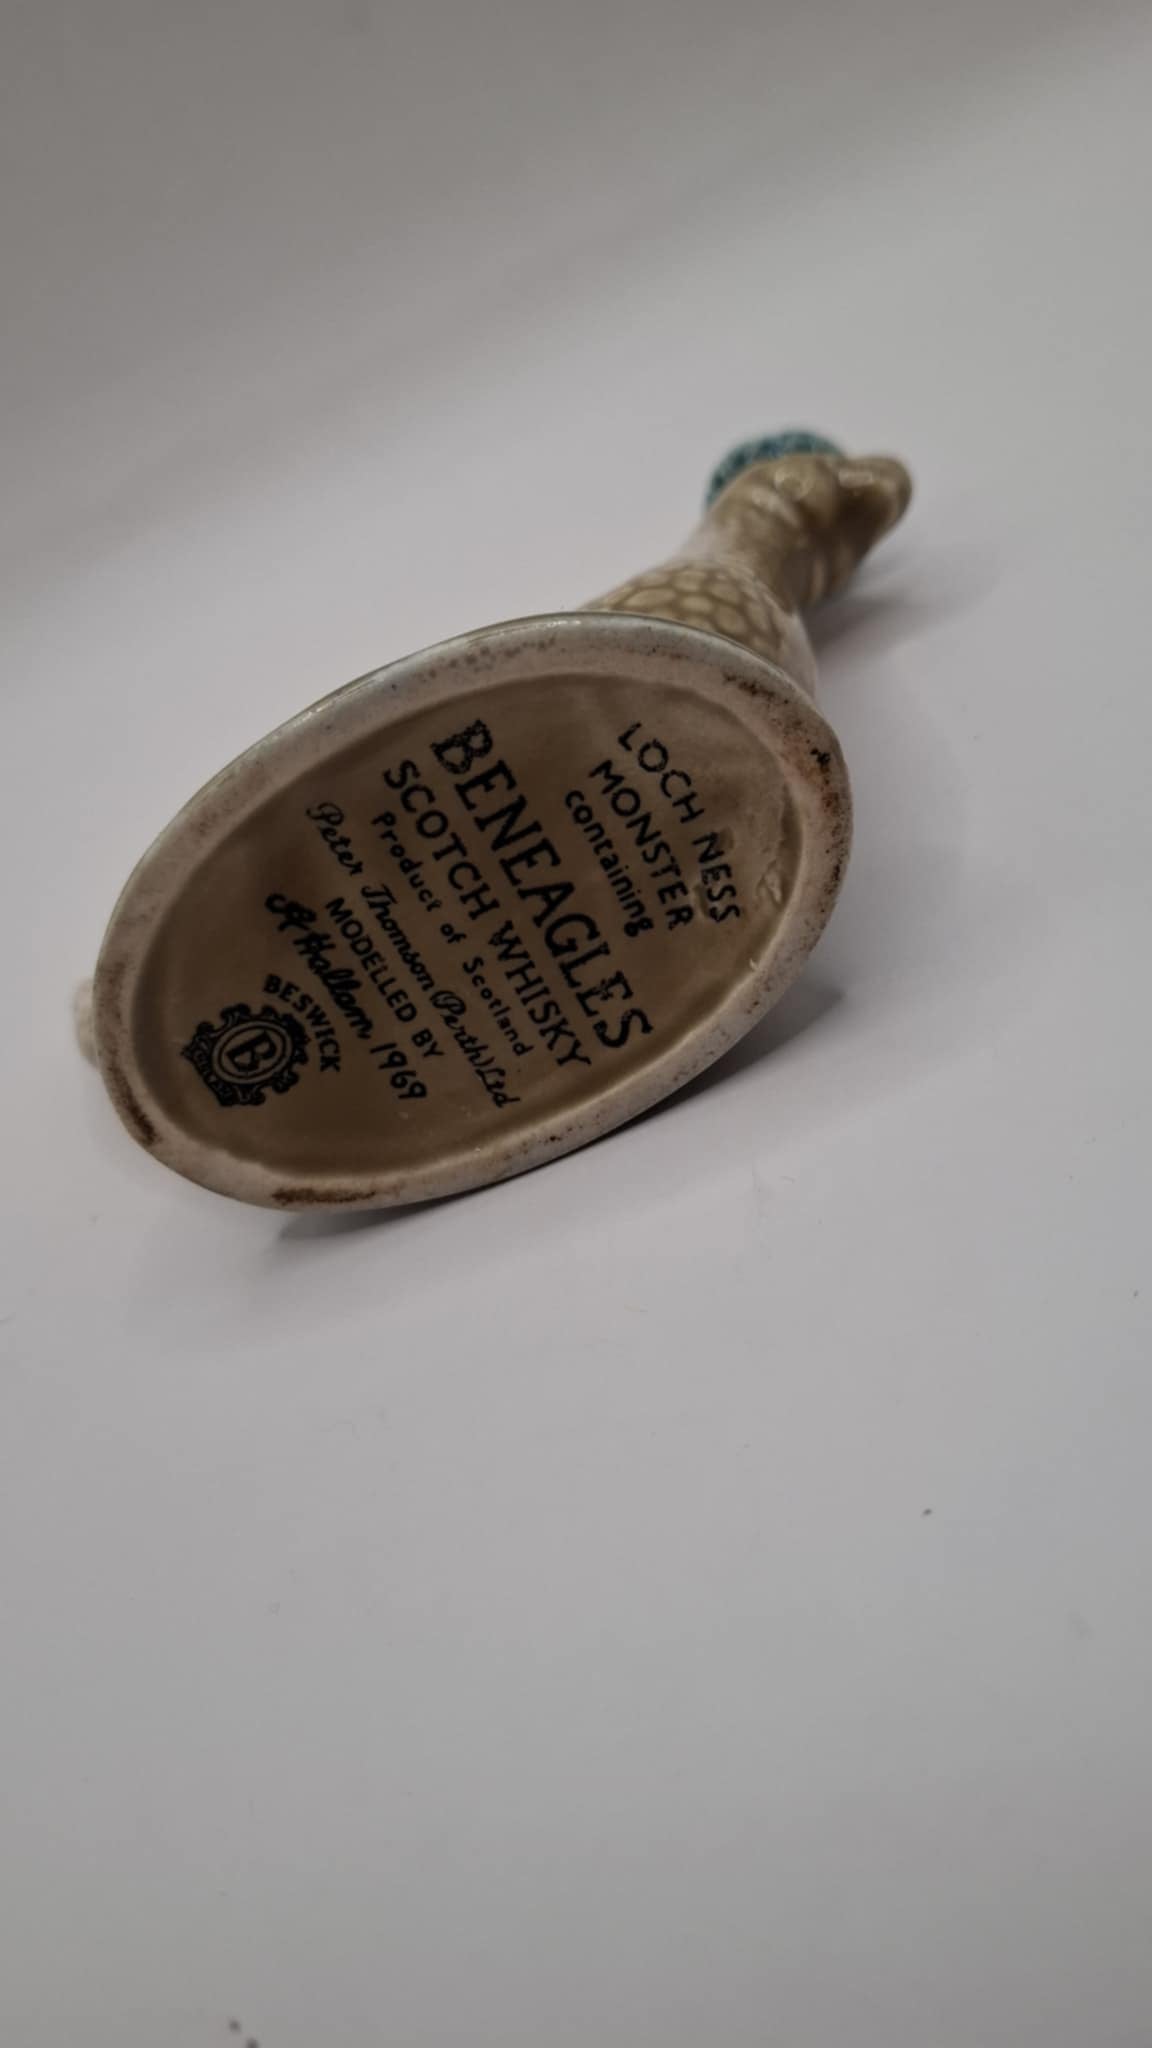 LOCH NESS
MONSTER
containing
BENEAGLES
SCOTCH WHISKY
Product of Scotland
Peter Thomson (Perth) Ltd
MODELLED BY
A Hallam 1969
BESWICK
B